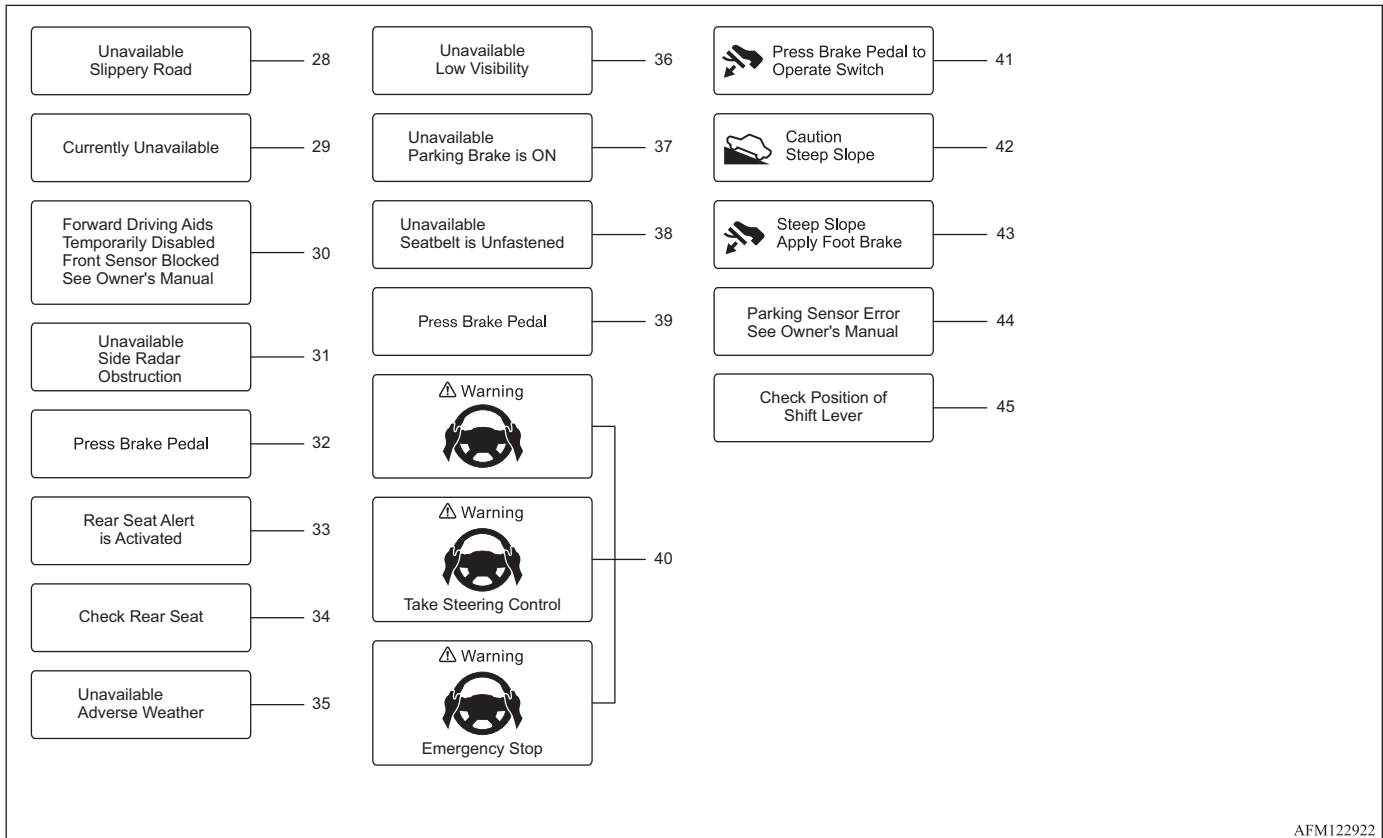 Unavailable
Slippery Road
28
Currently Unavailable
29
Forward Driving Aids
Temporarily Disabled
Front Sensor Blocked
See Owner's Manual
30
Unavailable
Side Radar
Obstruction
31
Press Brake Pedal
32
Rear Seat Alert
is Activated
33
Check Rear Seat
34
Unavailable
Adverse Weather
35
Unavailable
Low Visibility
36
Unavailable
Parking Brake is ON
37
Unavailable
Seatbelt is Unfastened
38
Press Brake Pedal
39
Warning
Warning
Take Steering Control
40
Warning
Emergency Stop
Press Brake Pedal to
Operate Switch
41
Caution
Steep Slope
42
Steep Slope
Apply Foot Brake
43
Parking Sensor Error
See Owner's Manual
44
Check Position of
Shift Lever
45
AFM122922